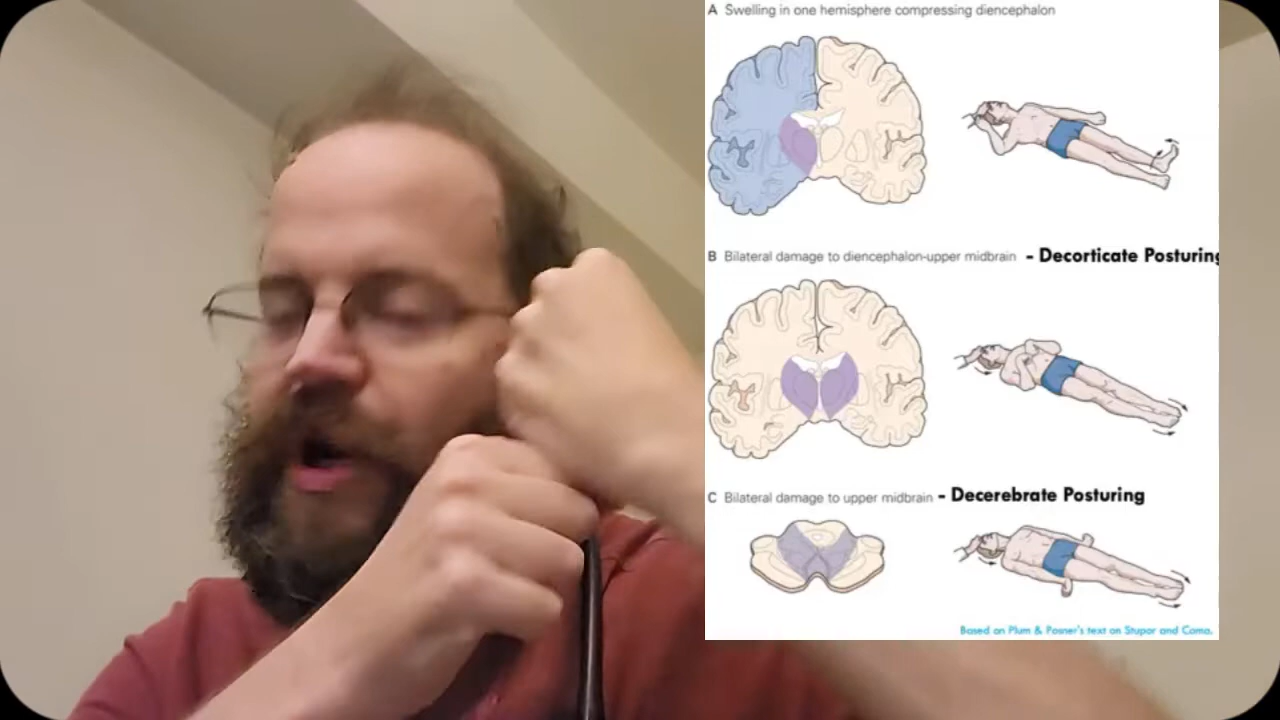 A Swelling in one hemisphere compressing diencephalon
B Bilateral damage to diencephalon-upper midbrain - Decorticate Posturing
C Bilateral damage to upper midbrain - Decerebrate Posturing
Based on Plum & Posner's text on Stupor and Coma.